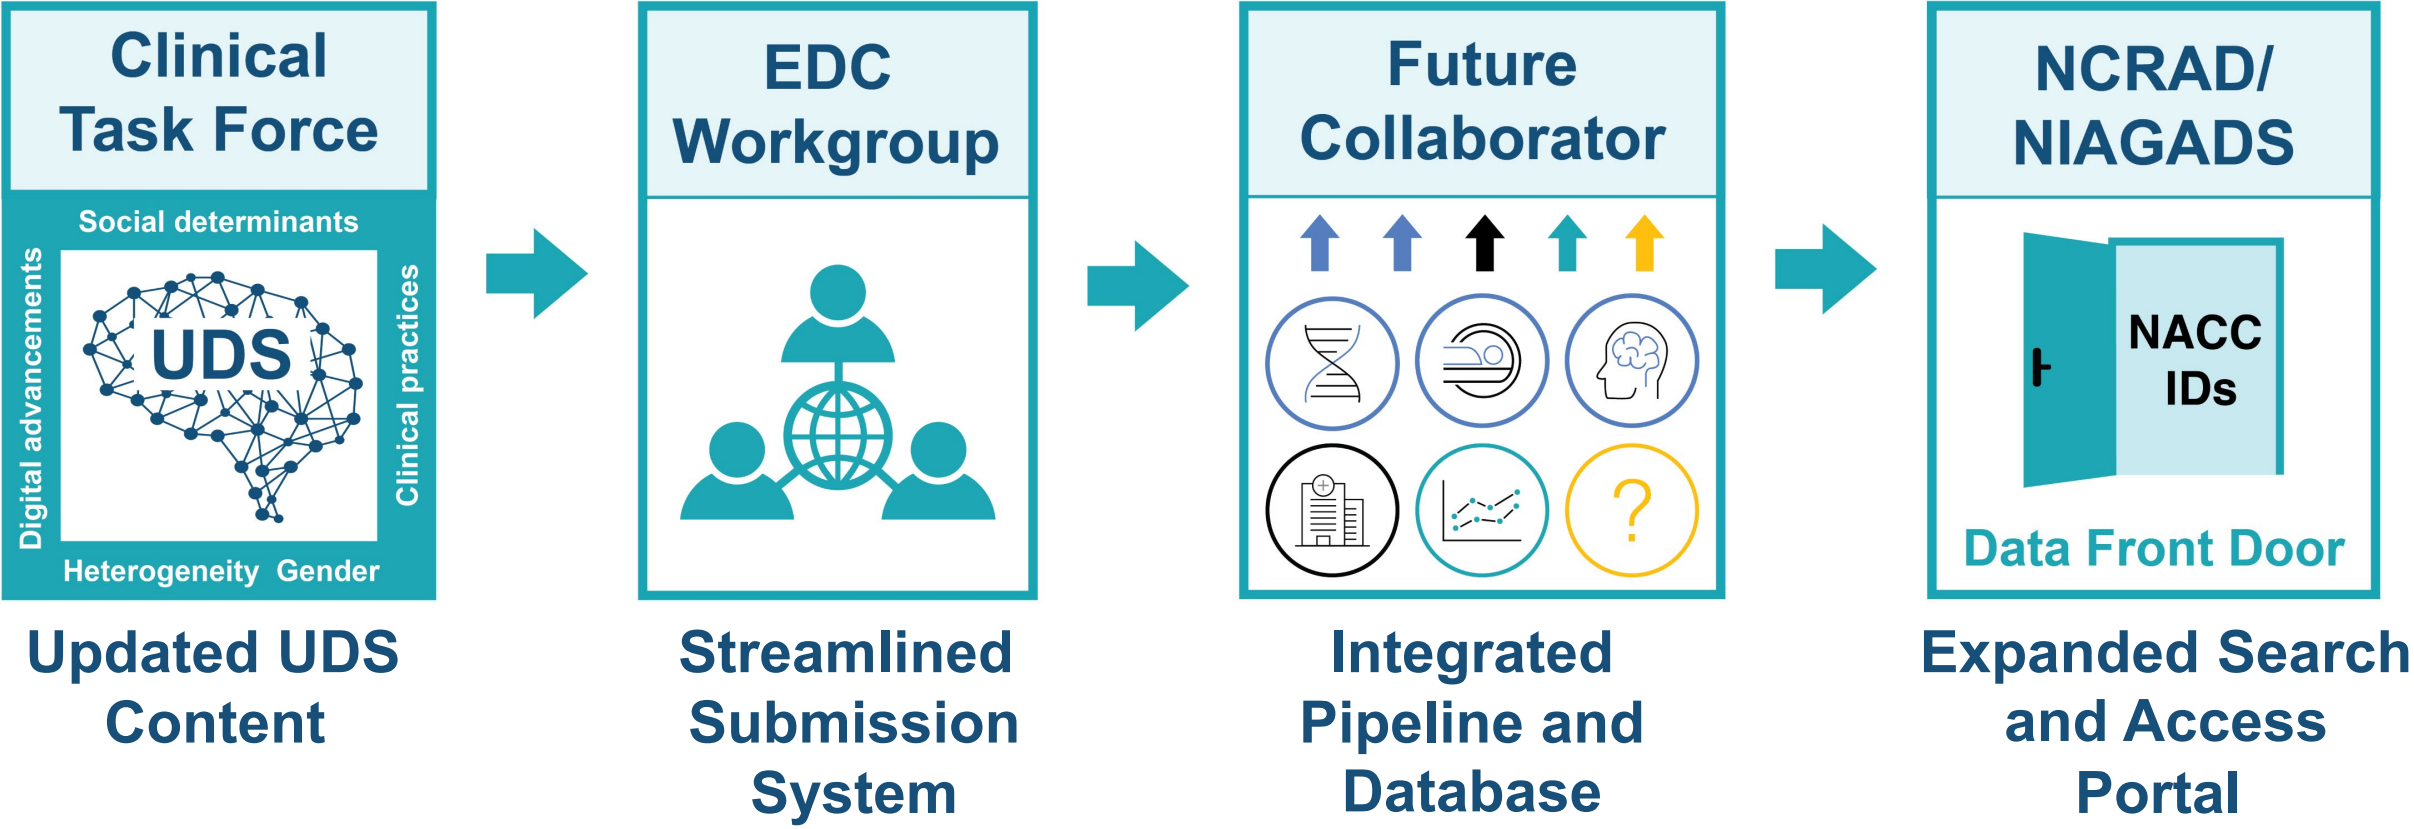 Clinical
Task Force
Social determinants
Digital advancements
UDS
Clinical practices
Heterogeneity Gender
Updated UDS
Content
EDC
Workgroup
Streamlined
Submission
System
Future
Collaborator
?
Integrated
Pipeline and
Database
NCRAD/
NIAGADS
NACC
IDs
Data Front Door
Expanded Search
and Access
Portal